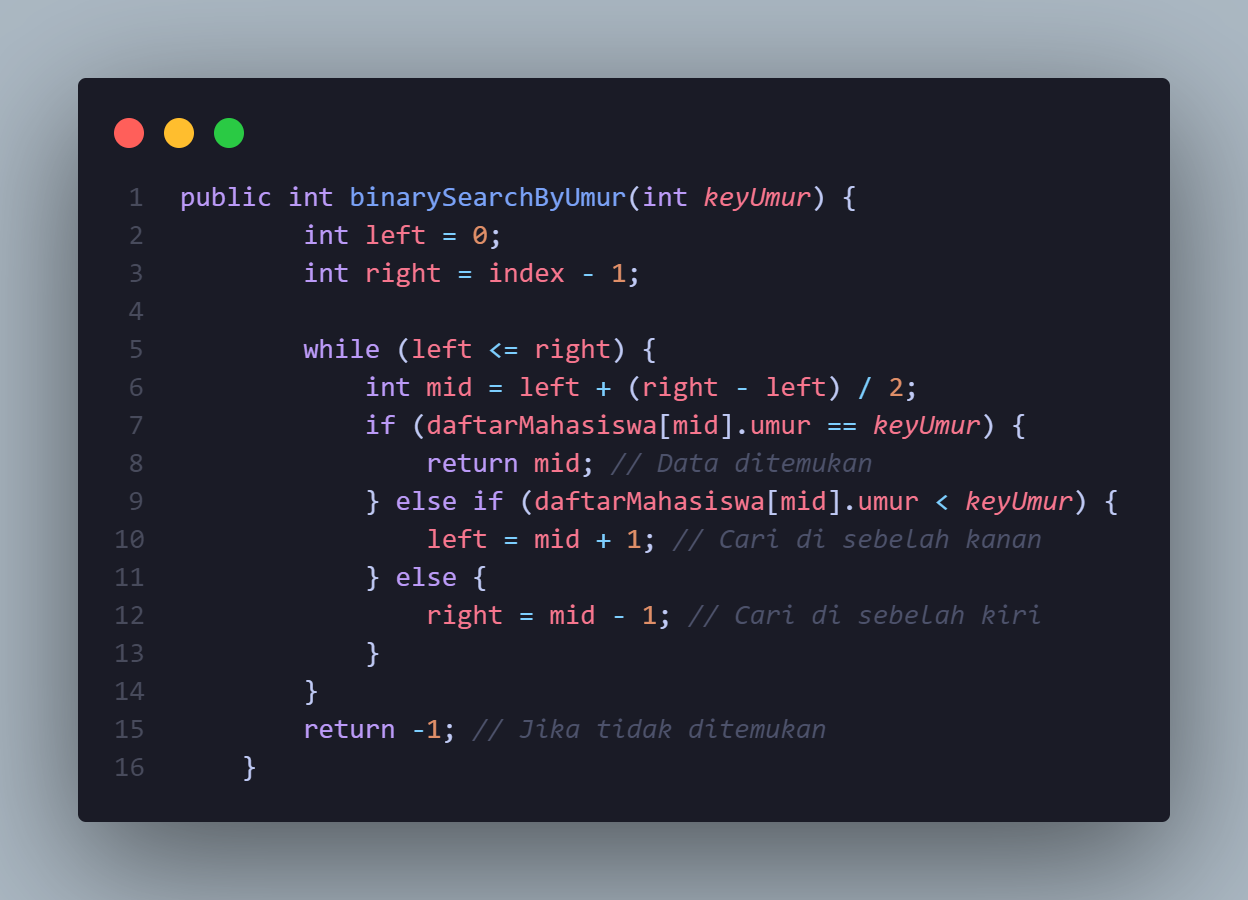 1 public int binarySearchByUmur(int keyUmur) {
2         int left = 0;
3         int right = index - 1;
4
5         while (left <= right) {
6             int mid = left + (right - left) / 2;
7             if (daftarMahasiswa[mid].umur == keyUmur) {
8                 return mid; // Data ditemukan
9             } else if (daftarMahasiswa[mid].umur < keyUmur) {
10                 left = mid + 1; // Cari di sebelah kanan
11             } else {
12                 right = mid - 1; // Cari di sebelah kiri
13             }
14         }
15         return -1; // Jika tidak ditemukan
16     }